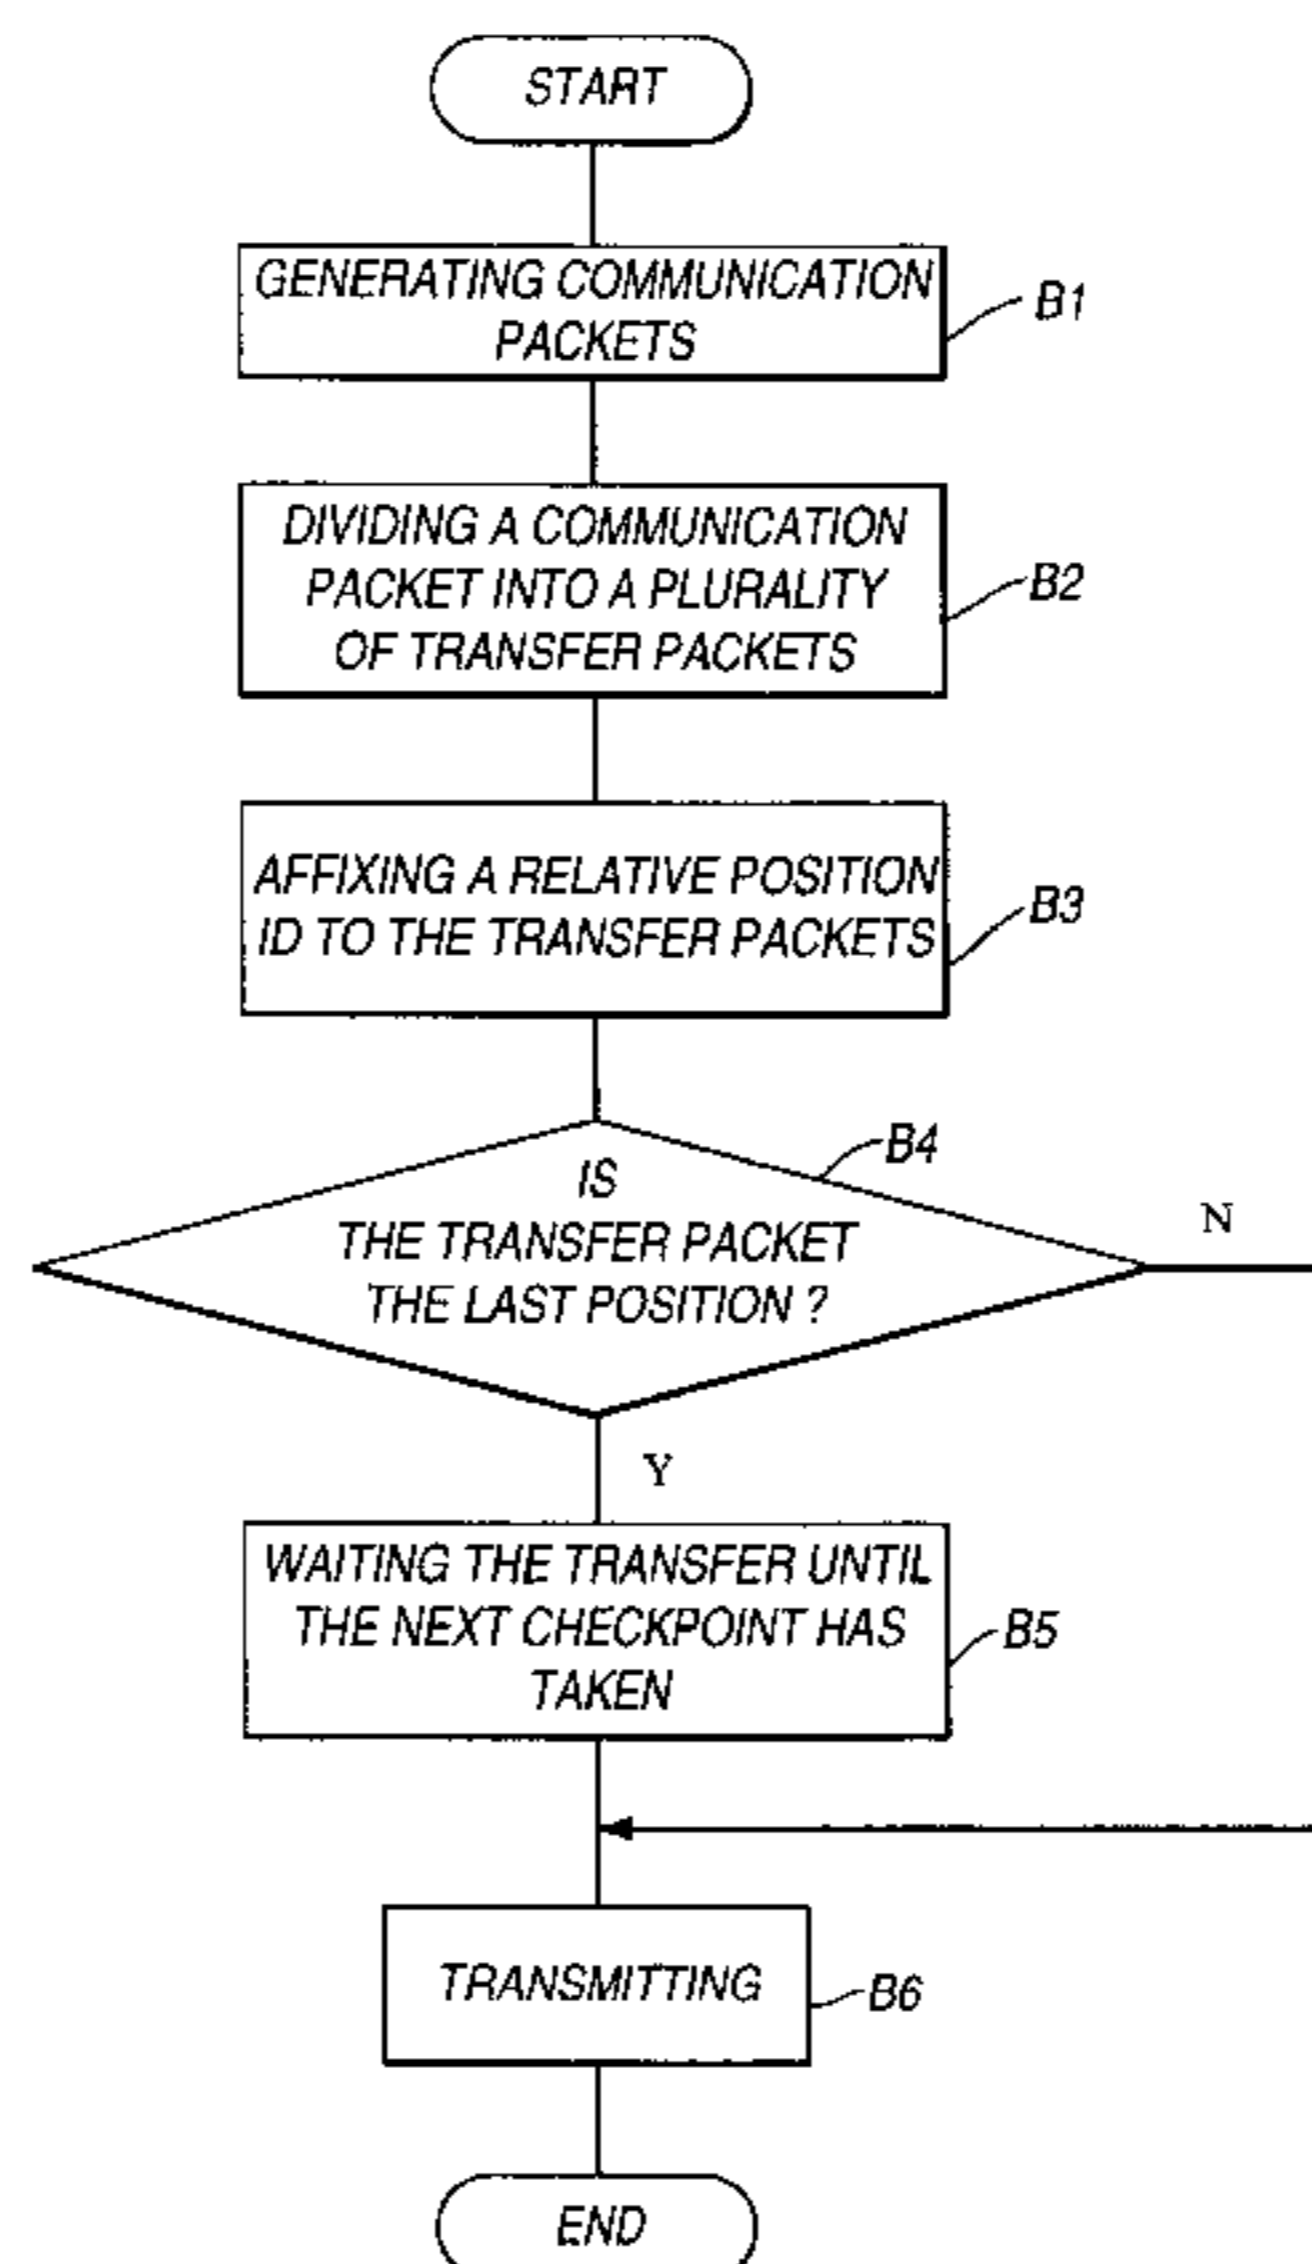 START
GENERATING COMMUNICATION
PACKETS
B1
DIVIDING A COMMUNICATION
PACKET INTO A PLURALITY
OF TRANSFER PACKETS
B2
AFFIXING A RELATIVE POSITION
ID TO THE TRANSFER PACKETS
B3
B4
IS
THE TRANSFER PACKET
THE LAST POSITION ?
N
Y
WAITING THE TRANSFER UNTIL
THE NEXT CHECKPOINT HAS
TAKEN
B5
TRANSMITTING
B6
END